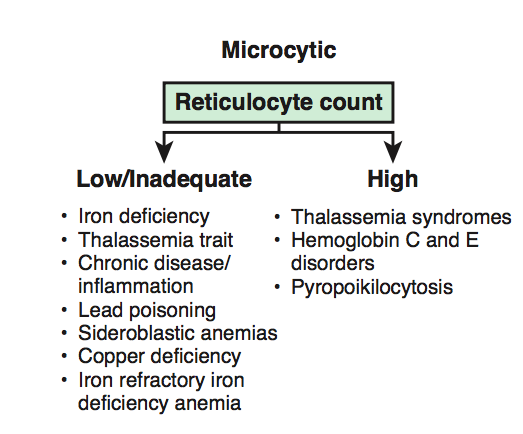 Microcytic
Reticulocyte count
Low/Inadequate
• Iron deficiency
• Thalassemia trait
• Chronic disease/
inflammation
• Lead poisoning
• Sideroblastic anemias
• Copper deficiency
• Iron refractory iron
deficiency anemia
High
• Thalassemia syndromes
• Hemoglobin C and E
disorders
• Pyropoikilocytosis